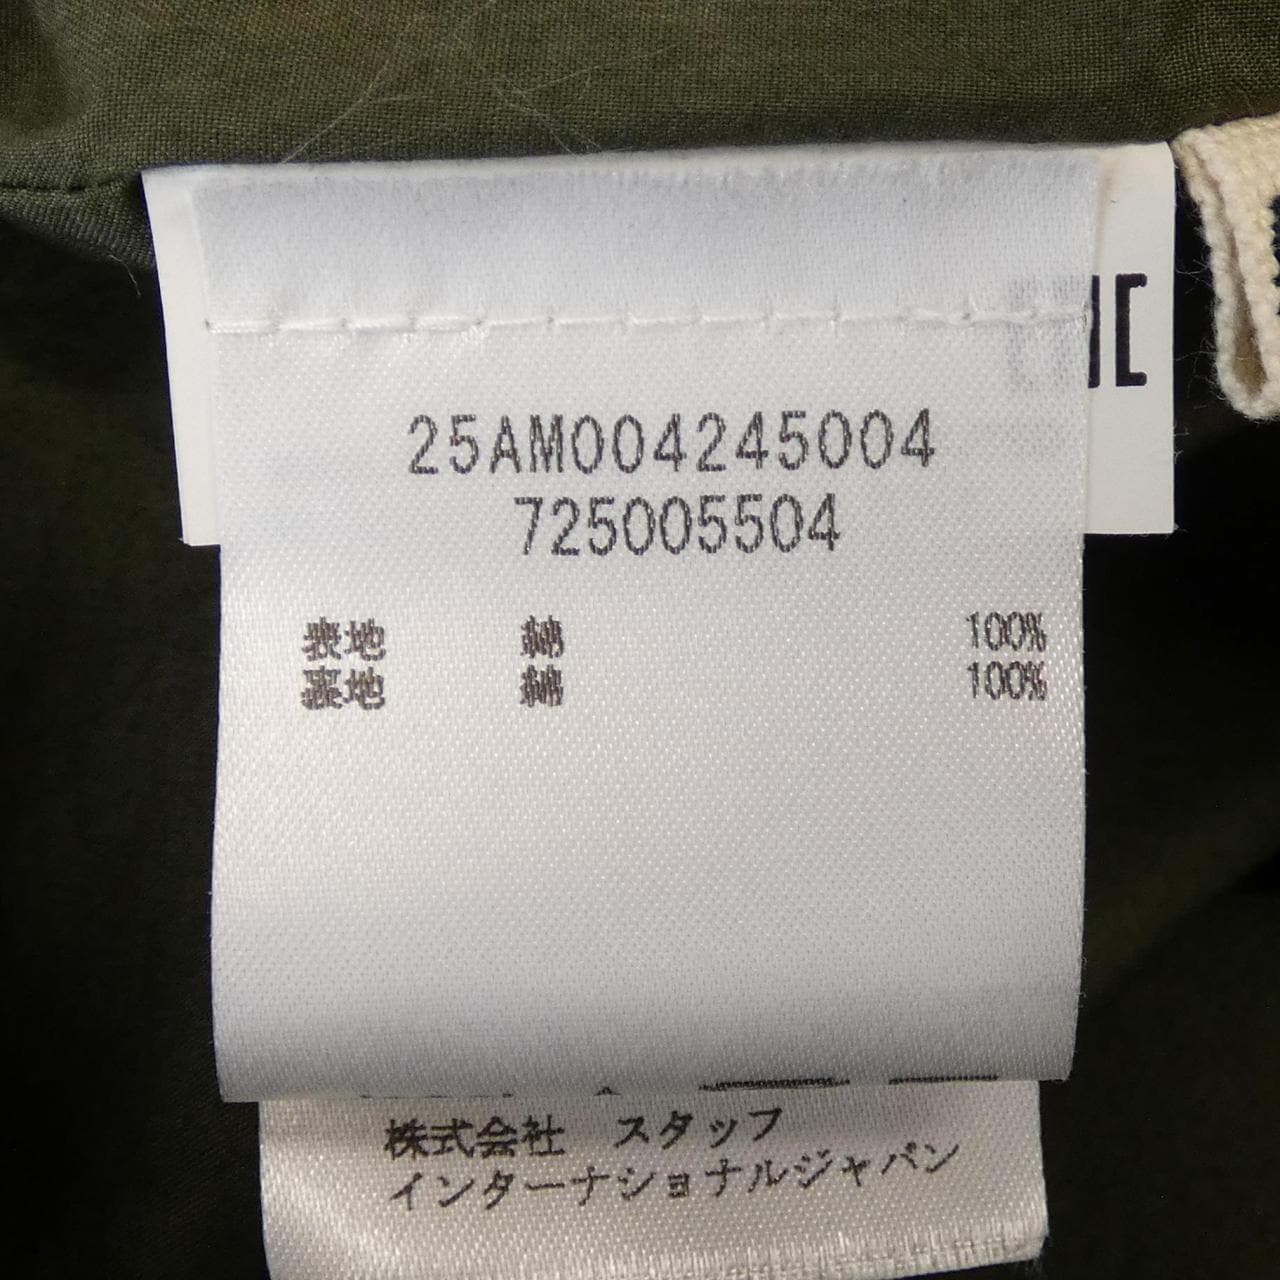 25AM004245004
725005504
表地 綿 100%
裏地 綿 100%
株式会社 スタッフ
インターナショナルジャパン